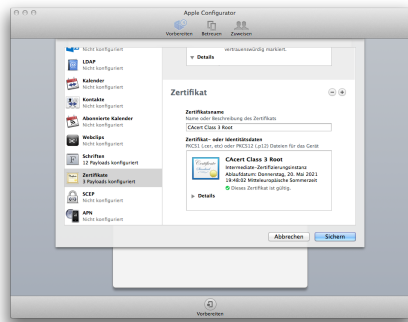 Apple Configurator
Vorbereiten
Betreuen
Zuweisen
Nicht konfiguriert
LDAP
Nicht konfiguriert
Kalender
Nicht konfiguriert
Kontakte
Nicht konfiguriert
Abonnierte Kalender
Nicht konfiguriert
Webclips
Nicht konfiguriert
Schriften
12 Payloads konfiguriert
Zertifikate
3 Payloads konfiguriert
SCEP
Nicht konfiguriert
APN
Nicht konfiguriert
vertrauenswürdig markiert.
Details
Zertifikat
Zertifikatsname
Name oder Beschreibung des Zertifikats
CAcert Class 3 Root
Zertifikat- oder Identitätsdaten
PKCS1 (.cer, etc) oder PKCS12 (.p12) Dateien für das Gerät
CAcert Class 3 Root
Intermediate-Zertifizierungsinstanz
Ablaufdatum: Donnerstag, 20. Mai 2021
19:48:02 Mitteleuropäische Sommerzeit
Dieses Zertifikat ist gültig.
Details
Abbrechen
Sichern
Vorbereiten